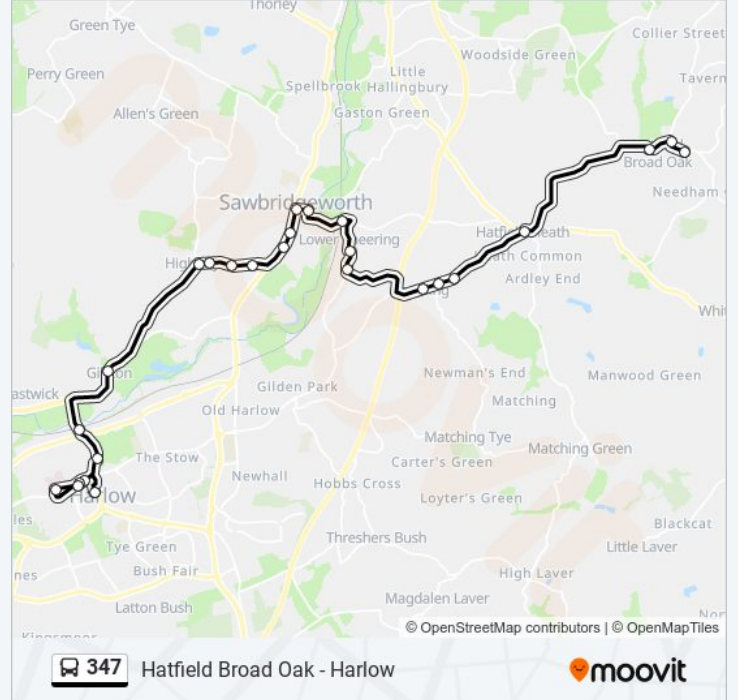 Thorley
Green Tye
Collier Street
Woodside Green
Perry Green
Little
Hallingbury
Tavern
Spellbrook
Allen's Green
Gaston Green
Broad Oak
Needham
Sawbridgeworth
Lower Sheering
Hatfield Heath
Heath Common
Ardley End
High
ing
Whi
Gilston
Newman's End
Manwood Green
astwick
Gilden Park
Matching
Old Harlow
Matching Tye
The Stow
Carter's Green
Matching Green
Newhall
Hobbs Cross
Harlow
Loyter's Green
les
Blackcat
Threshers Bush
Tye Green
Little Laver
Bush Fair
nes
High Laver
Magdalen Laver
Latton Bush
Nor
Kingsmoor
© OpenStreetMap contributors | © OpenMapTiles
347 Hatfield Broad Oak - Harlow
moovit